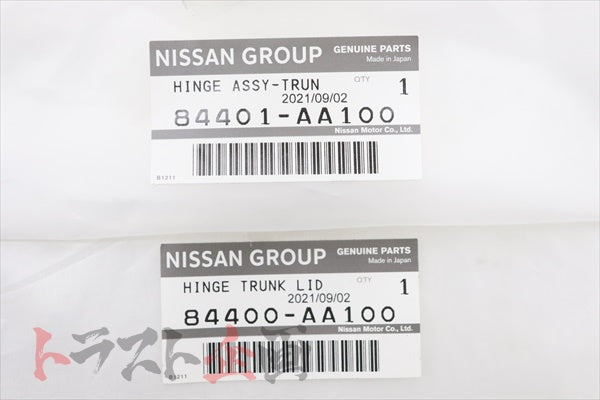 NISSAN GROUP
GENUINE PARTS
Made in Japan
HINGE ASSY-TRUN
QTY
1
2021/09/02
84401-AA100
Nissan Motor Co., Ltd.
B1211
NISSAN GROUP
GENUINE PARTS
Made in Japan
HINGE TRUNK LID
QTY
1
2021/09/02
84400-AA100
Nissan Motor Co., Ltd.
B1211
トラスト企画